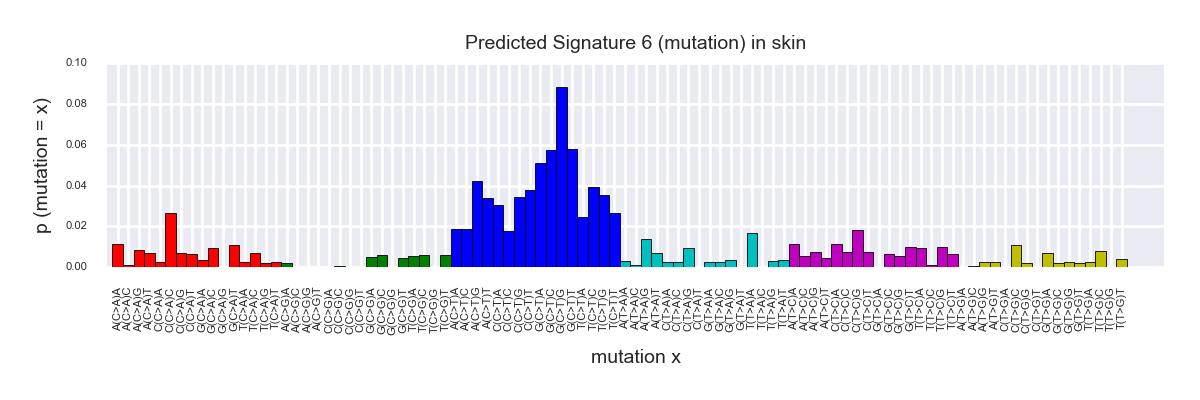 Predicted Signature 6 (mutation) in skin
p (mutation = x)
0.10
0.08
0.06
0.04
0.02
0.00
A(C>A)A
A(C>A)C
A(C>A)G
A(C>A)T
C(C>A)A
C(C>A)C
C(C>A)G
C(C>A)T
G(C>A)A
G(C>A)C
G(C>A)G
G(C>A)T
T(C>A)A
T(C>A)C
T(C>A)G
T(C>A)T
A(C>G)A
A(C>G)C
A(C>G)G
A(C>G)T
C(C>G)A
C(C>G)C
C(C>G)G
C(C>G)T
G(C>G)A
G(C>G)C
G(C>G)G
G(C>G)T
T(C>G)A
T(C>G)C
T(C>G)G
T(C>G)T
A(C>T)A
A(C>T)C
A(C>T)G
A(C>T)T
C(C>T)A
C(C>T)C
C(C>T)G
C(C>T)T
G(C>T)A
G(C>T)C
G(C>T)G
G(C>T)T
T(C>T)A
T(C>T)C
T(C>T)G
T(C>T)T
A(T>A)A
A(T>A)C
A(T>A)G
A(T>A)T
C(T>A)A
C(T>A)C
C(T>A)G
C(T>A)T
G(T>A)A
G(T>A)C
G(T>A)G
G(T>A)T
T(T>A)A
T(T>A)C
T(T>A)G
T(T>A)T
A(T>C)A
A(T>C)C
A(T>C)G
A(T>C)T
C(T>C)A
C(T>C)C
C(T>C)G
C(T>C)T
G(T>C)A
G(T>C)C
G(T>C)G
G(T>C)T
T(T>C)A
T(T>C)C
T(T>C)G
T(T>C)T
A(T>G)A
A(T>G)C
A(T>G)G
A(T>G)T
C(T>G)A
C(T>G)C
C(T>G)G
C(T>G)T
G(T>G)A
G(T>G)C
G(T>G)G
G(T>G)T
T(T>G)A
T(T>G)C
T(T>G)G
T(T>G)T
mutation x